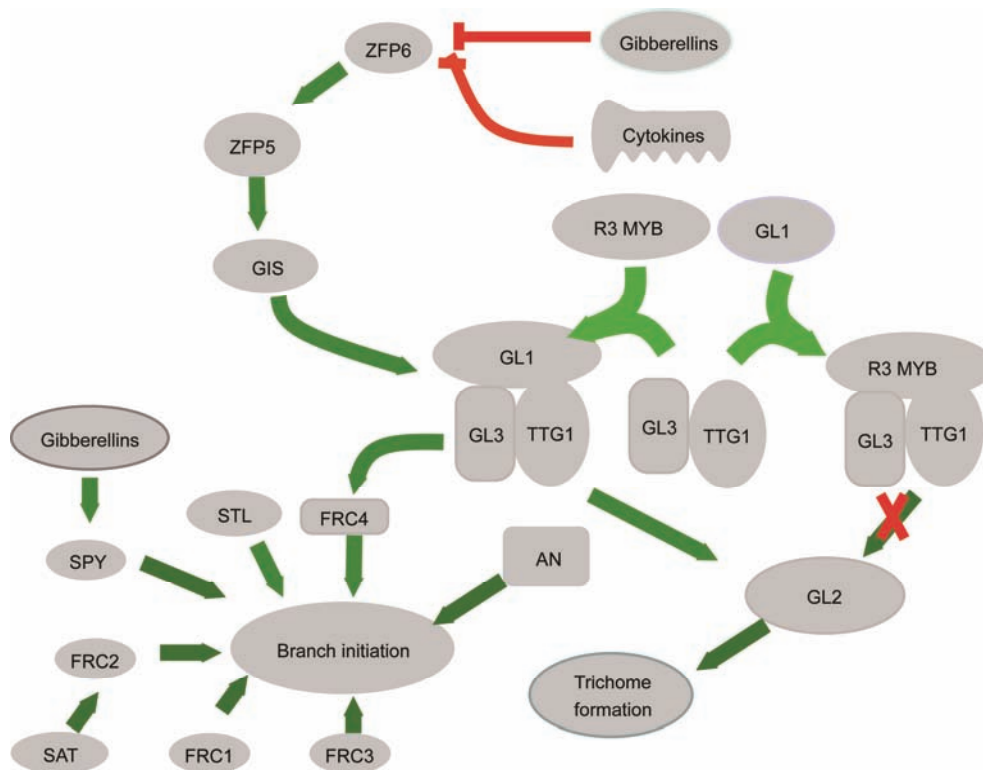 ZFP6
Gibberellins
Cytokines
ZFP5
R3 MYB
GL1
GIS
GL1
R3 MYB
GL3
TTG1
GL3
TTG1
GL3
TTG1
Gibberellins
STL
FRC4
SPY
AN
GL2
Branch initiation
FRC2
Trichome
formation
SAT
FRC1
FRC3